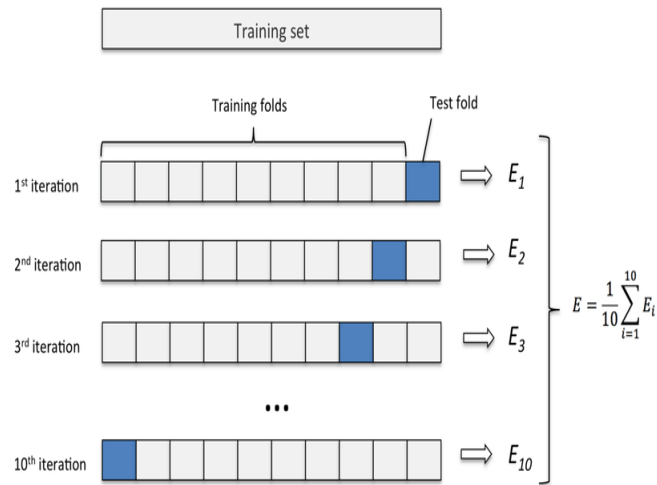 Training set
Training folds
Test fold
1st iteration
E1
2nd iteration
E2
3rd iteration
E3
...
10th iteration
E10
E = 1/10 10∑i=1 Ei